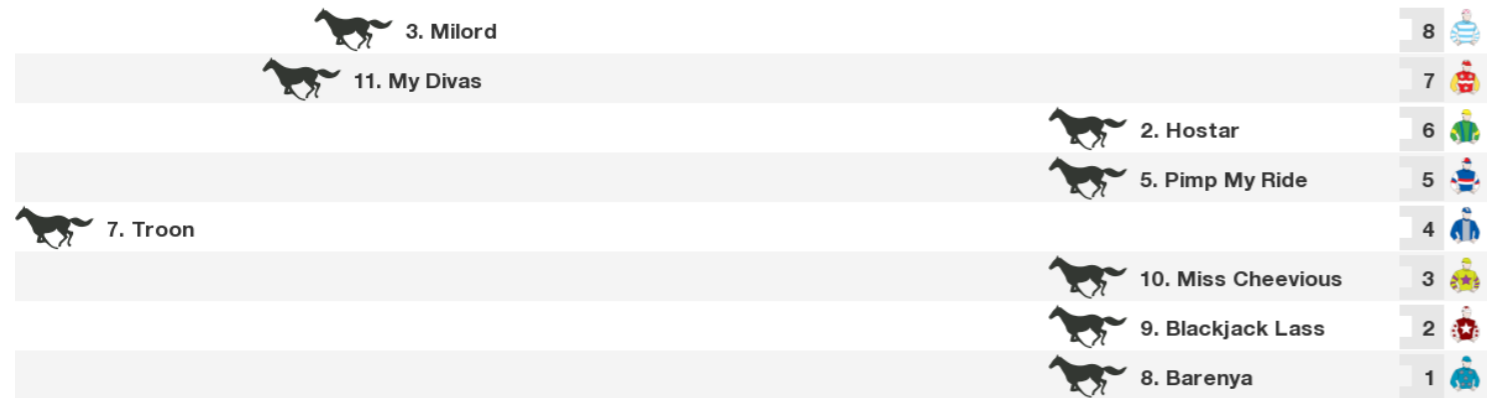 3. Milord 8
11. My Divas 7
2. Hostar 6
5. Pimp My Ride 5
7. Troon 4
10. Miss Cheevious 3
9. Blackjack Lass 2
8. Barenya 1